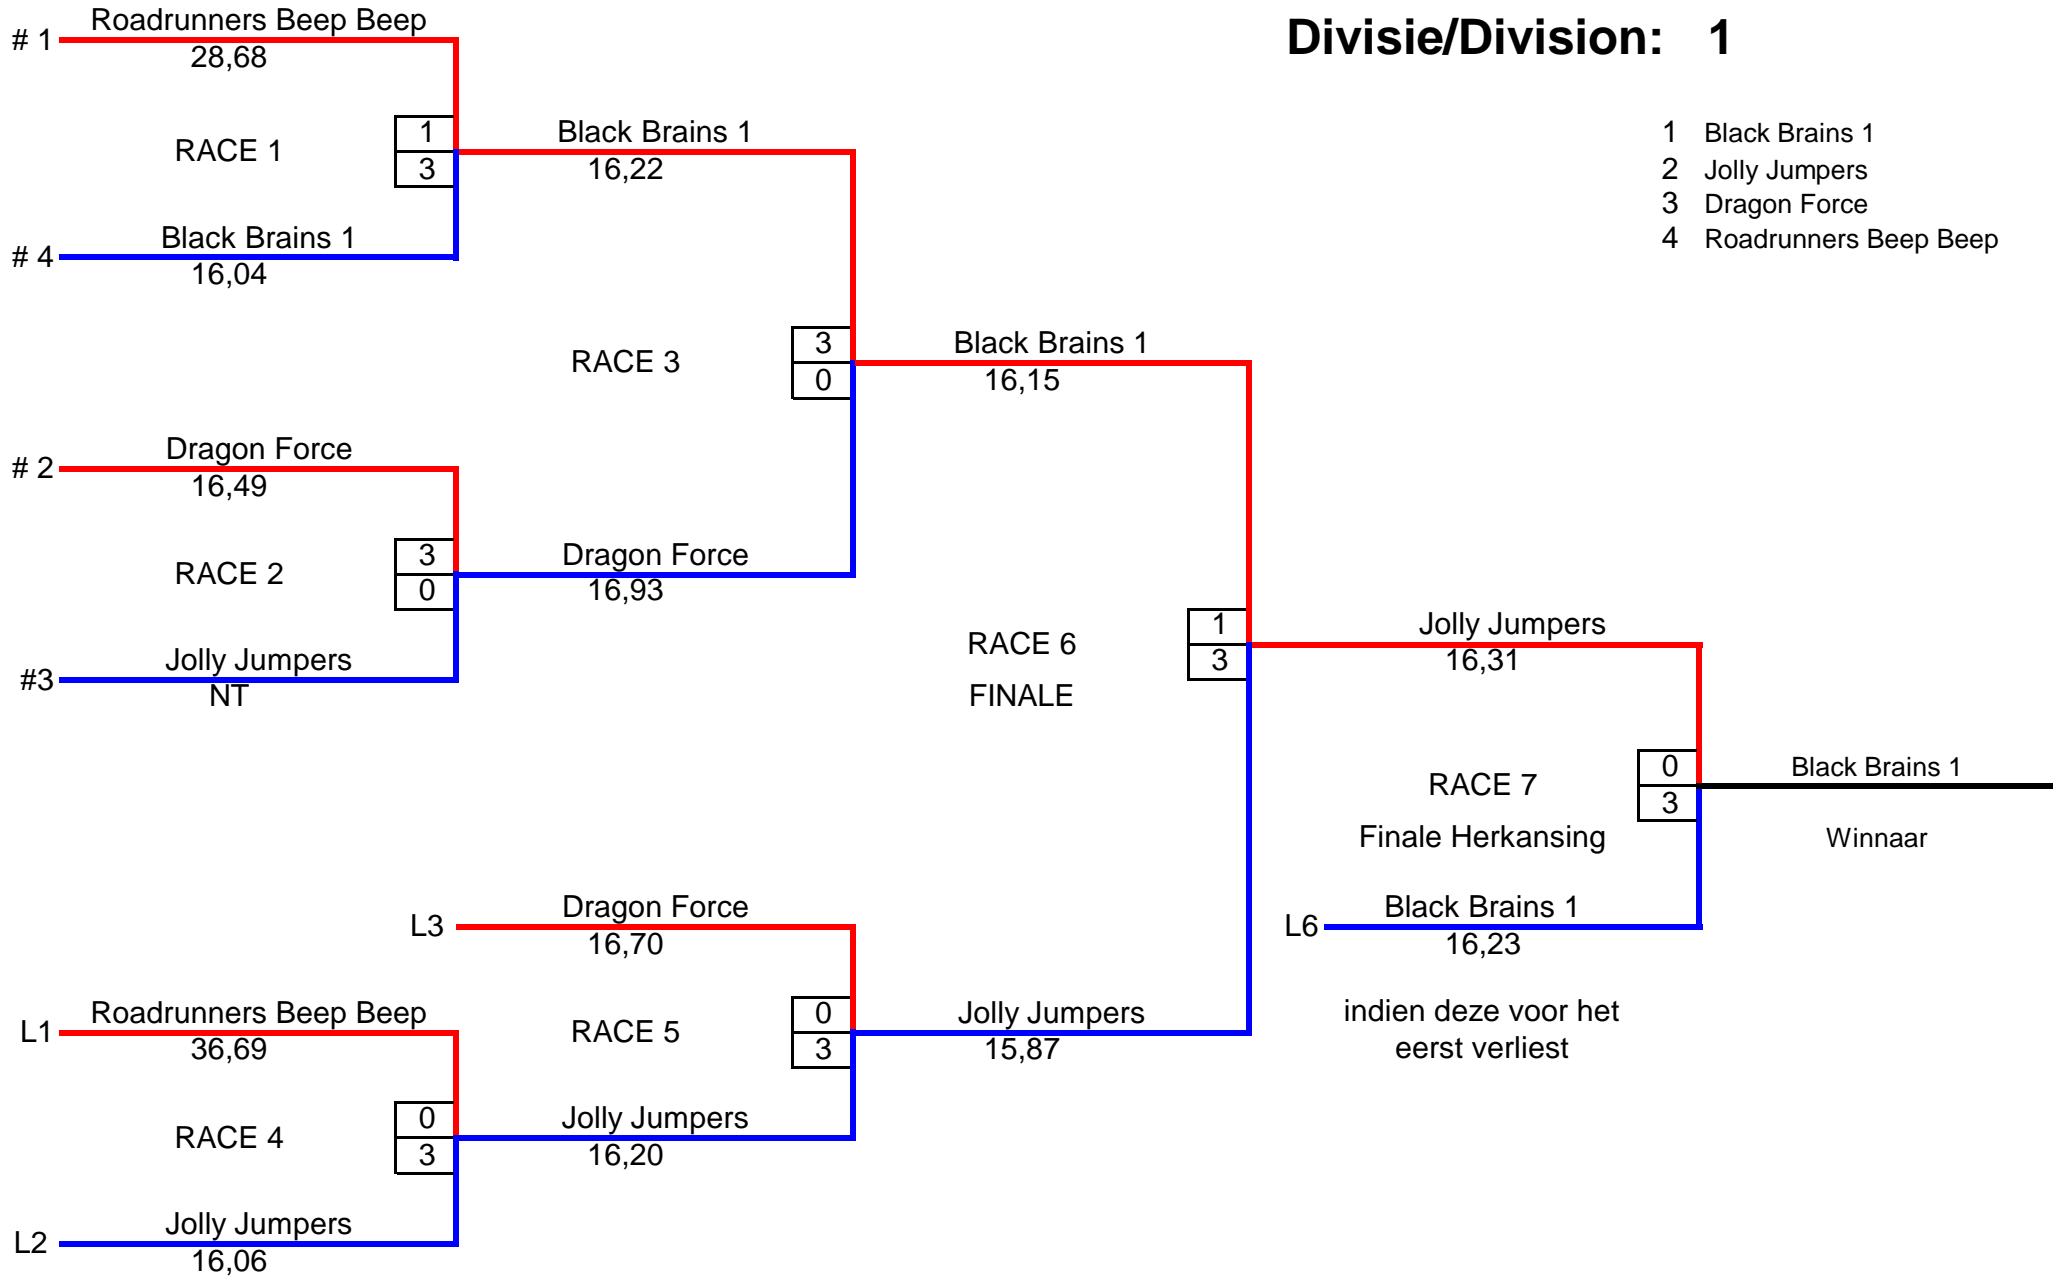 Divisie/Division: 1
1 Black Brains 1
2 Jolly Jumpers
3 Dragon Force
4 Roadrunners Beep Beep
# 1 Roadrunners Beep Beep
28,68
RACE 1
1
3
# 4 Black Brains 1
16,04
Black Brains 1
16,22
# 2 Dragon Force
16,49
RACE 2
3
0
#3 Jolly Jumpers
NT
Dragon Force
16,93
RACE 3
3
0
Black Brains 1
16,15
L1 Roadrunners Beep Beep
36,69
RACE 4
0
3
L2 Jolly Jumpers
16,06
L3 Dragon Force
16,70
RACE 5
0
3
Jolly Jumpers
16,20
Jolly Jumpers
15,87
RACE 6
FINALE
1
3
Jolly Jumpers
16,31
RACE 7
Finale Herkansing
0
3
L6 Black Brains 1
16,23
indien deze voor het
eerst verliest
Black Brains 1
Winnaar